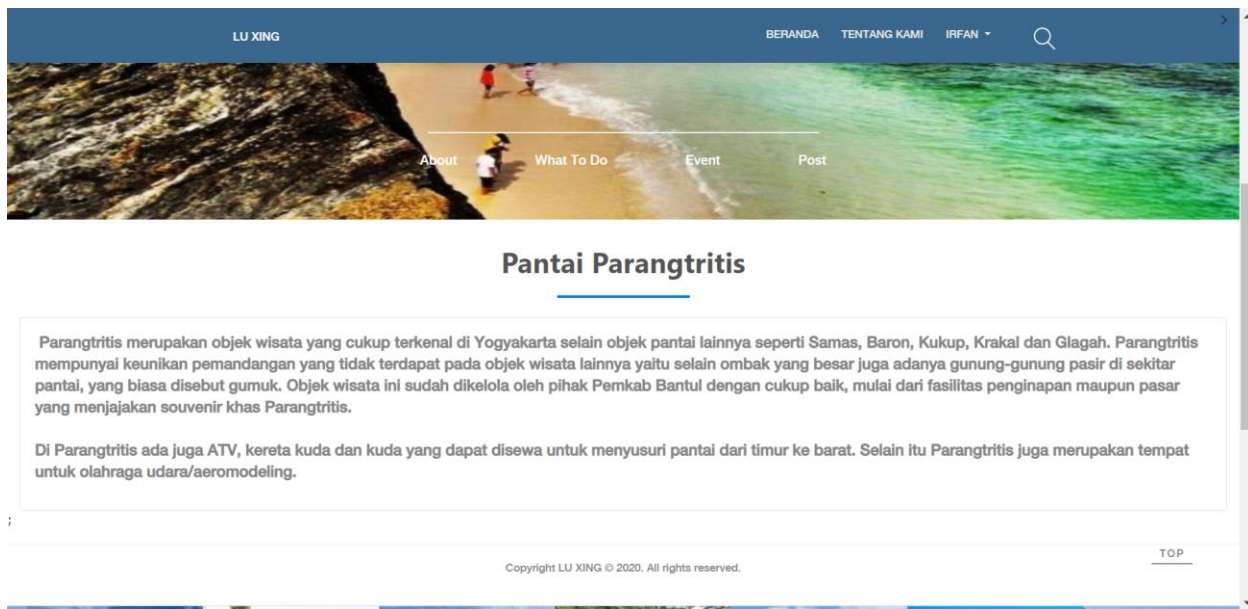 LU XING
BERANDA TENTANG KAMI IRFAN
>
About What To Do Event Post
Pantai Parangtritis
Parangtritis merupakan objek wisata yang cukup terkenal di Yogyakarta selain objek pantai lainnya seperti Samas, Baron, Kukup, Krakal dan Glagah. Parangtritis
mempunyai keunikan pemandangan yang tidak terdapat pada objek wisata lainnya yaitu selain ombak yang besar juga adanya gunung-gunung pasir di sekitar
pantai, yang biasa disebut gumuk. Objek wisata ini sudah dikelola oleh pihak Pemkab Bantul dengan cukup baik, mulai dari fasilitas penginapan maupun pasar
yang menjajakan souvenir khas Parangtritis.
Di Parangtritis ada juga ATV, kereta kuda dan kuda yang dapat disewa untuk menyusuri pantai dari timur ke barat. Selain itu Parangtritis juga merupakan tempat
untuk olahraga udara/aeromodeling.
;
TOP
Copyright LU XING © 2020. All rights reserved.